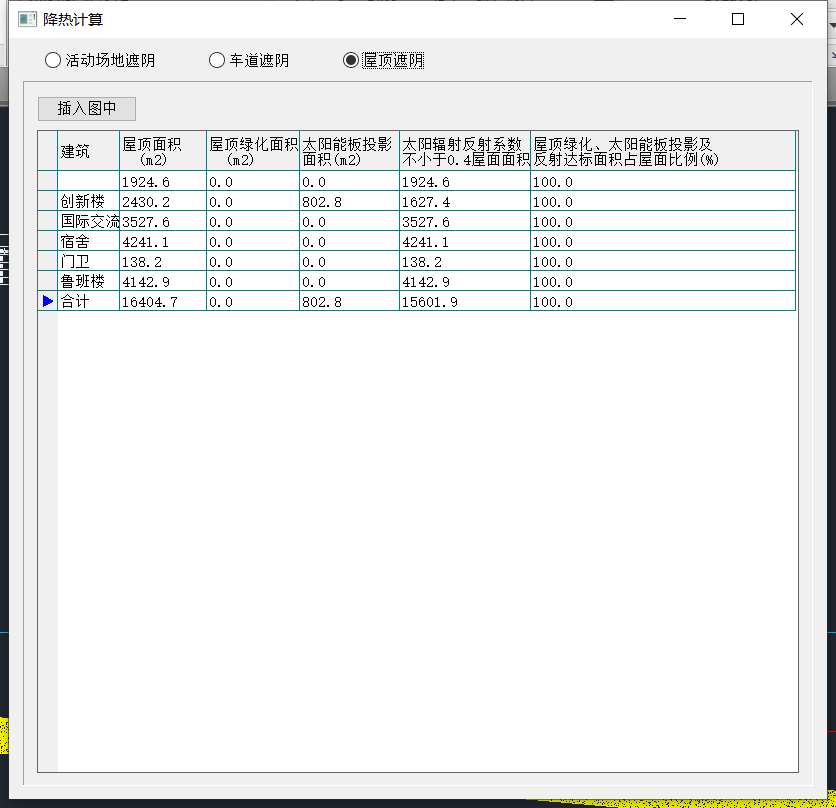 降热计算
活动场地遮阴 车道遮阴 屋顶遮阴
插入图中
建筑 屋顶面积(m2) 屋顶绿化面积(m2) 太阳能板投影面积(m2) 太阳辐射反射系数不小于0.4屋面面积 屋顶绿化、太阳能板投影及反射达标面积占屋面比例(%)
1924.6 0.0 0.0 1924.6 100.0
创新楼 2430.2 0.0 802.8 1627.4 100.0
国际交流 3527.6 0.0 0.0 3527.6 100.0
宿舍 4241.1 0.0 0.0 4241.1 100.0
门卫 138.2 0.0 0.0 138.2 100.0
鲁班楼 4142.9 0.0 0.0 4142.9 100.0
合计 16404.7 0.0 802.8 15601.9 100.0